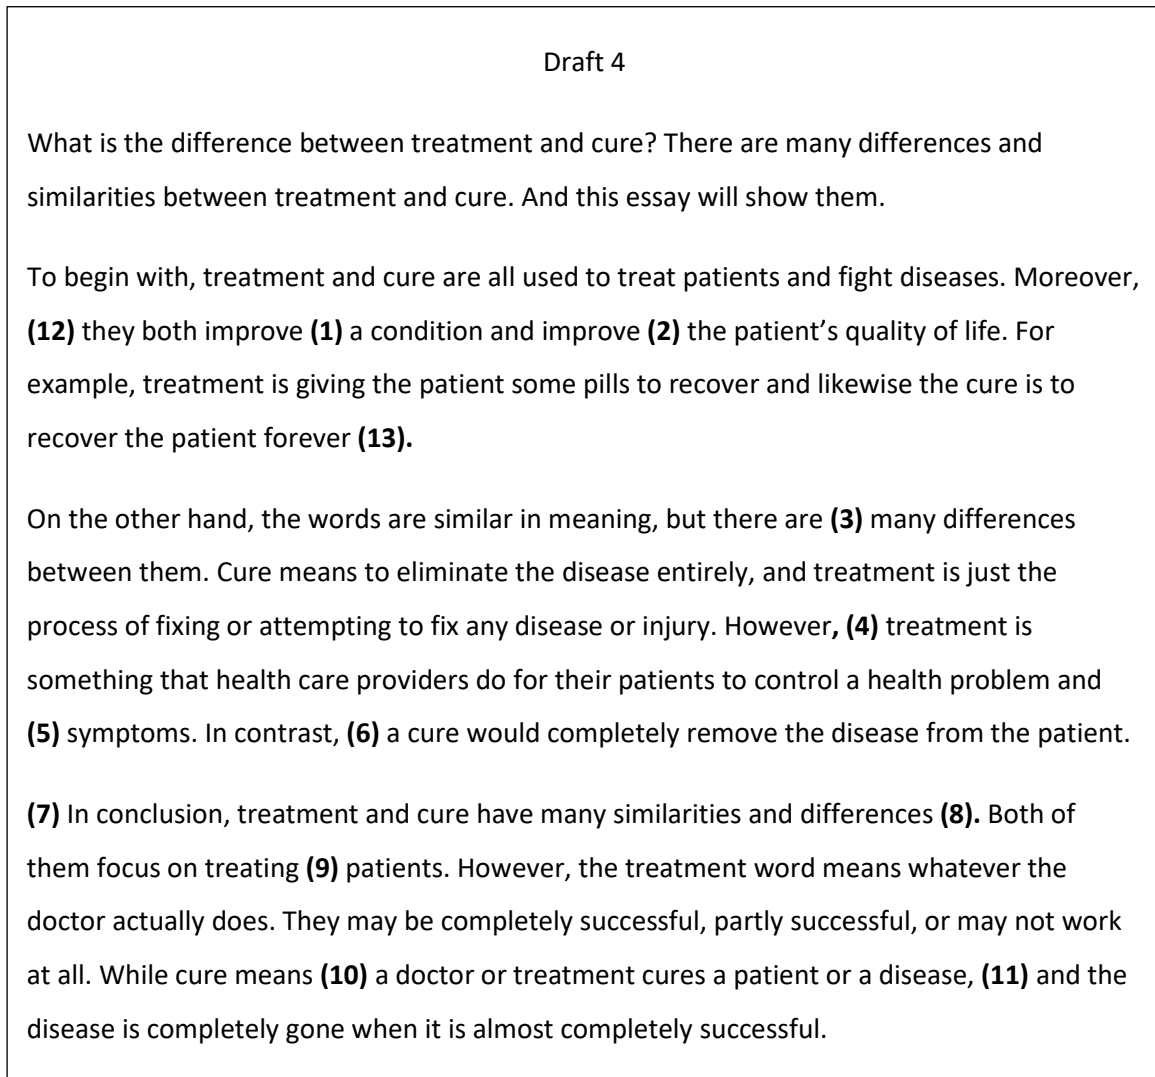 Draft 4
What is the difference between treatment and cure? There are many differences and
similarities between treatment and cure. And this essay will show them.
To begin with, treatment and cure are all used to treat patients and fight diseases. Moreover,
(12) they both improve (1) a condition and improve (2) the patient’s quality of life. For
example, treatment is giving the patient some pills to recover and likewise the cure is to
recover the patient forever (13).
On the other hand, the words are similar in meaning, but there are (3) many differences
between them. Cure means to eliminate the disease entirely, and treatment is just the
process of fixing or attempting to fix any disease or injury. However, (4) treatment is
something that health care providers do for their patients to control a health problem and
(5) symptoms. In contrast, (6) a cure would completely remove the disease from the patient.
(7) In conclusion, treatment and cure have many similarities and differences (8). Both of
them focus on treating (9) patients. However, the treatment word means whatever the
doctor actually does. They may be completely successful, partly successful, or may not work
at all. While cure means (10) a doctor or treatment cures a patient or a disease, (11) and the
disease is completely gone when it is almost completely successful.